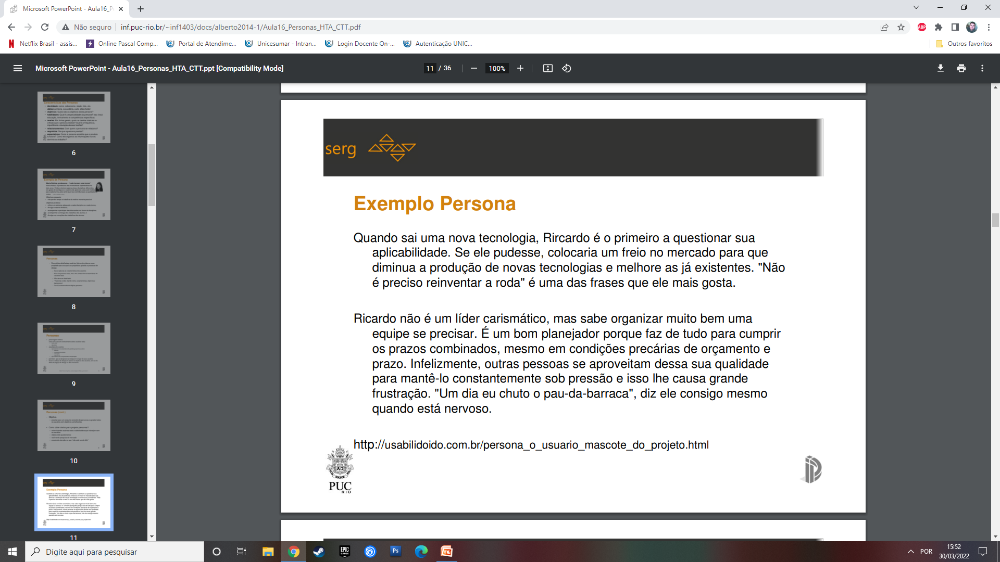 Microsoft PowerPoint - Aula16_P
Não seguro
inf.puc-rio.br/~inf1403/docs/alberto2014-1/Aula16_Personas_HTA_CTT.pdf
ABP
Netflix Brasil - assis...
Online Pascal Comp...
Portal de Atendime...
Unicesumar - Intran...
Login Docente On-...
Autenticação UNIC...
Outros favoritos
Microsoft PowerPoint - Aula16_Personas_HTA_CTT.ppt [Compatibility Mode]
11 / 36
100%
6
7
8
9
10
11
serg
Exemplo Persona
Quando sai uma nova tecnologia, Rircardo é o primeiro a questionar sua
aplicabilidade. Se ele pudesse, colocaria um freio no mercado para que
diminua a produção de novas tecnologias e melhore as já existentes. "Não
é preciso reinventar a roda" é uma das frases que ele mais gosta.
Ricardo não é um líder carismático, mas sabe organizar muito bem uma
equipe se precisar. É um bom planejador porque faz de tudo para cumprir
os prazos combinados, mesmo em condições precárias de orçamento e
prazo. Infelizmente, outras pessoas se aproveitam dessa sua qualidade
para mantê-lo constantemente sob pressão e isso lhe causa grande
frustração. "Um dia eu chuto o pau-da-barraca", diz ele consigo mesmo
quando está nervoso.
http://usabilidoido.com.br/persona_o_usuario_mascote_do_projeto.html
PUC
RIO
Digite aqui para pesquisar
EPIC
GAMES
Ps
POR
15:52
30/03/2022